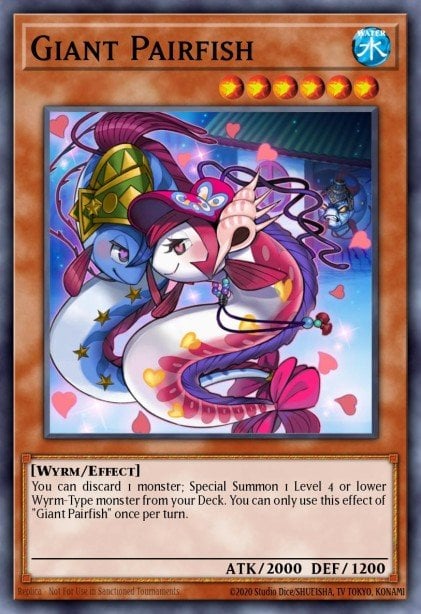 Giant Pairfish
WATER
水
[Wyrm/Effect]
You can discard 1 monster; Special Summon 1 Level 4 or lower
Wyrm-Type monster from your Deck. You can only use this effect of
"Giant Pairfish" once per turn.
ATK/2000 DEF/1200
Replica - Not For Use in Sanctioned Tournaments
©2020 Studio Dice/SHUEISHA, TV TOKYO, KONAMI